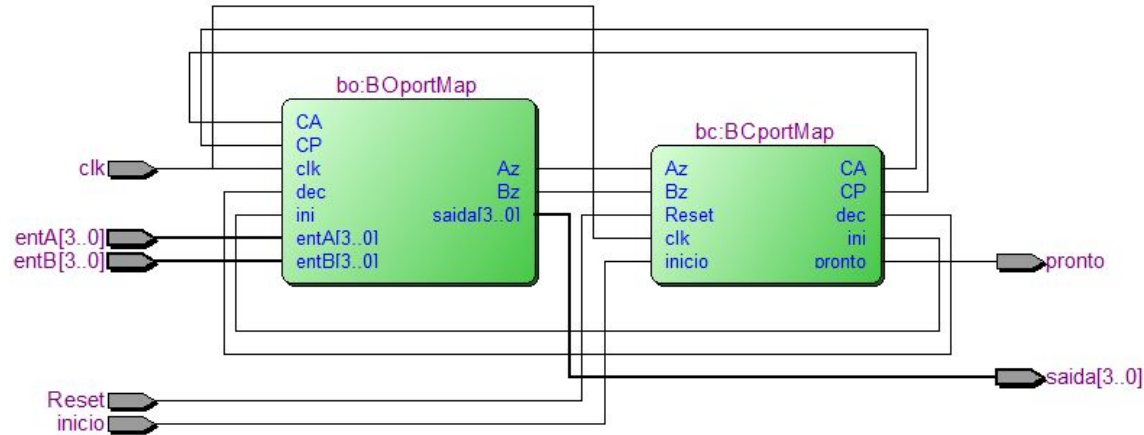 bo:BOportMap
CA
CP
clk
dec
ini
entA[3..0]
entB[3..0]
Az
Bz
saida[3..0]
bc:BCportMap
Az
Bz
Reset
clk
inicio
CA
CP
dec
ini
pronto
clk
entA[3..0]
entB[3..0]
Reset
inicio
pronto
saida[3..0]